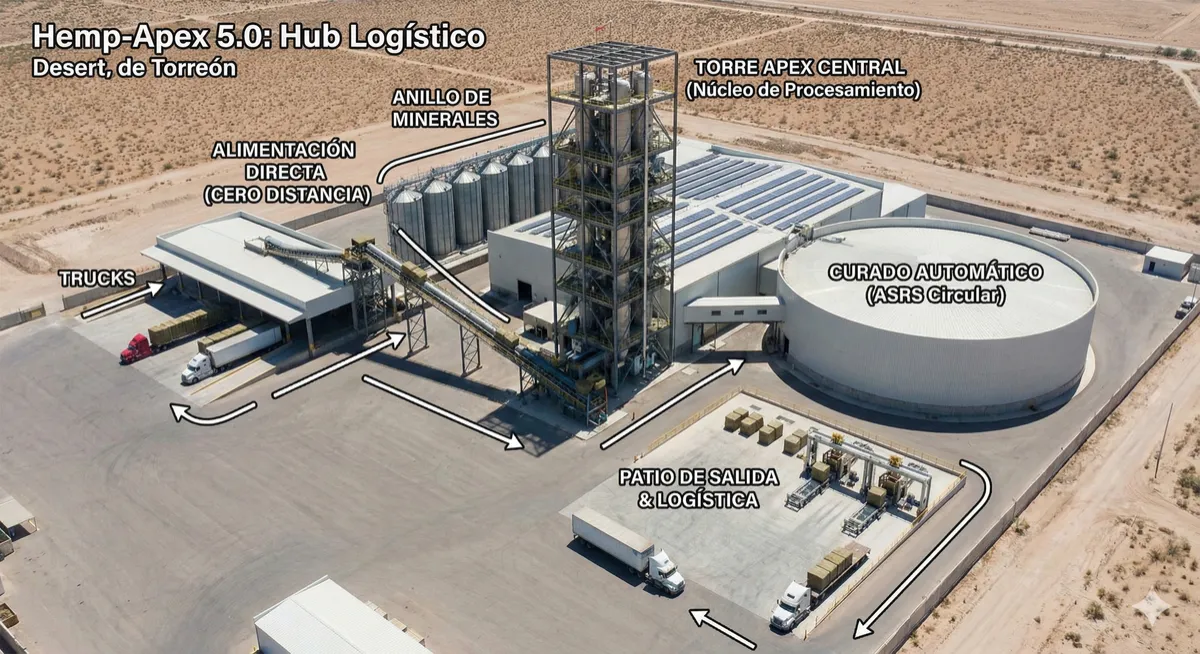 Hemp-Apex 5.0: Hub Logístico
Desert, de Torreón
TORRE APEX CENTRAL
(Núcleo de Procesamiento)
ANILLO DE
MINERALES
ALIMENTACIÓN
DIRECTA
(CERO DISTANCIA)
TRUCKS
CURADO AUTOMÁTICO
(ASRS Circular)
PATIO DE SALIDA
& LOGÍSTICA